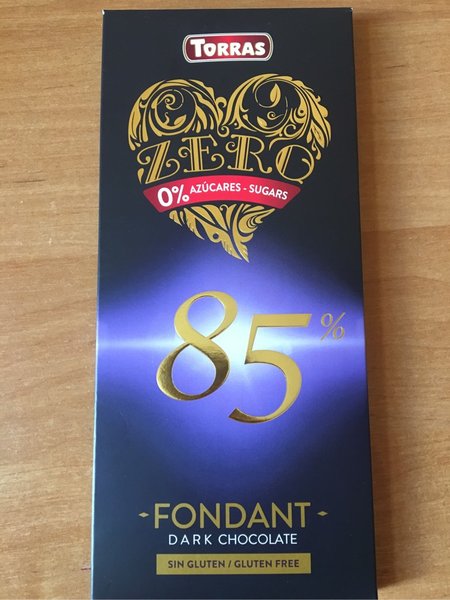 TORRAS
ZERO
0% AZÚCARES - SUGARS
85%
- FONDANT -
DARK CHOCOLATE
SIN GLUTEN / GLUTEN FREE